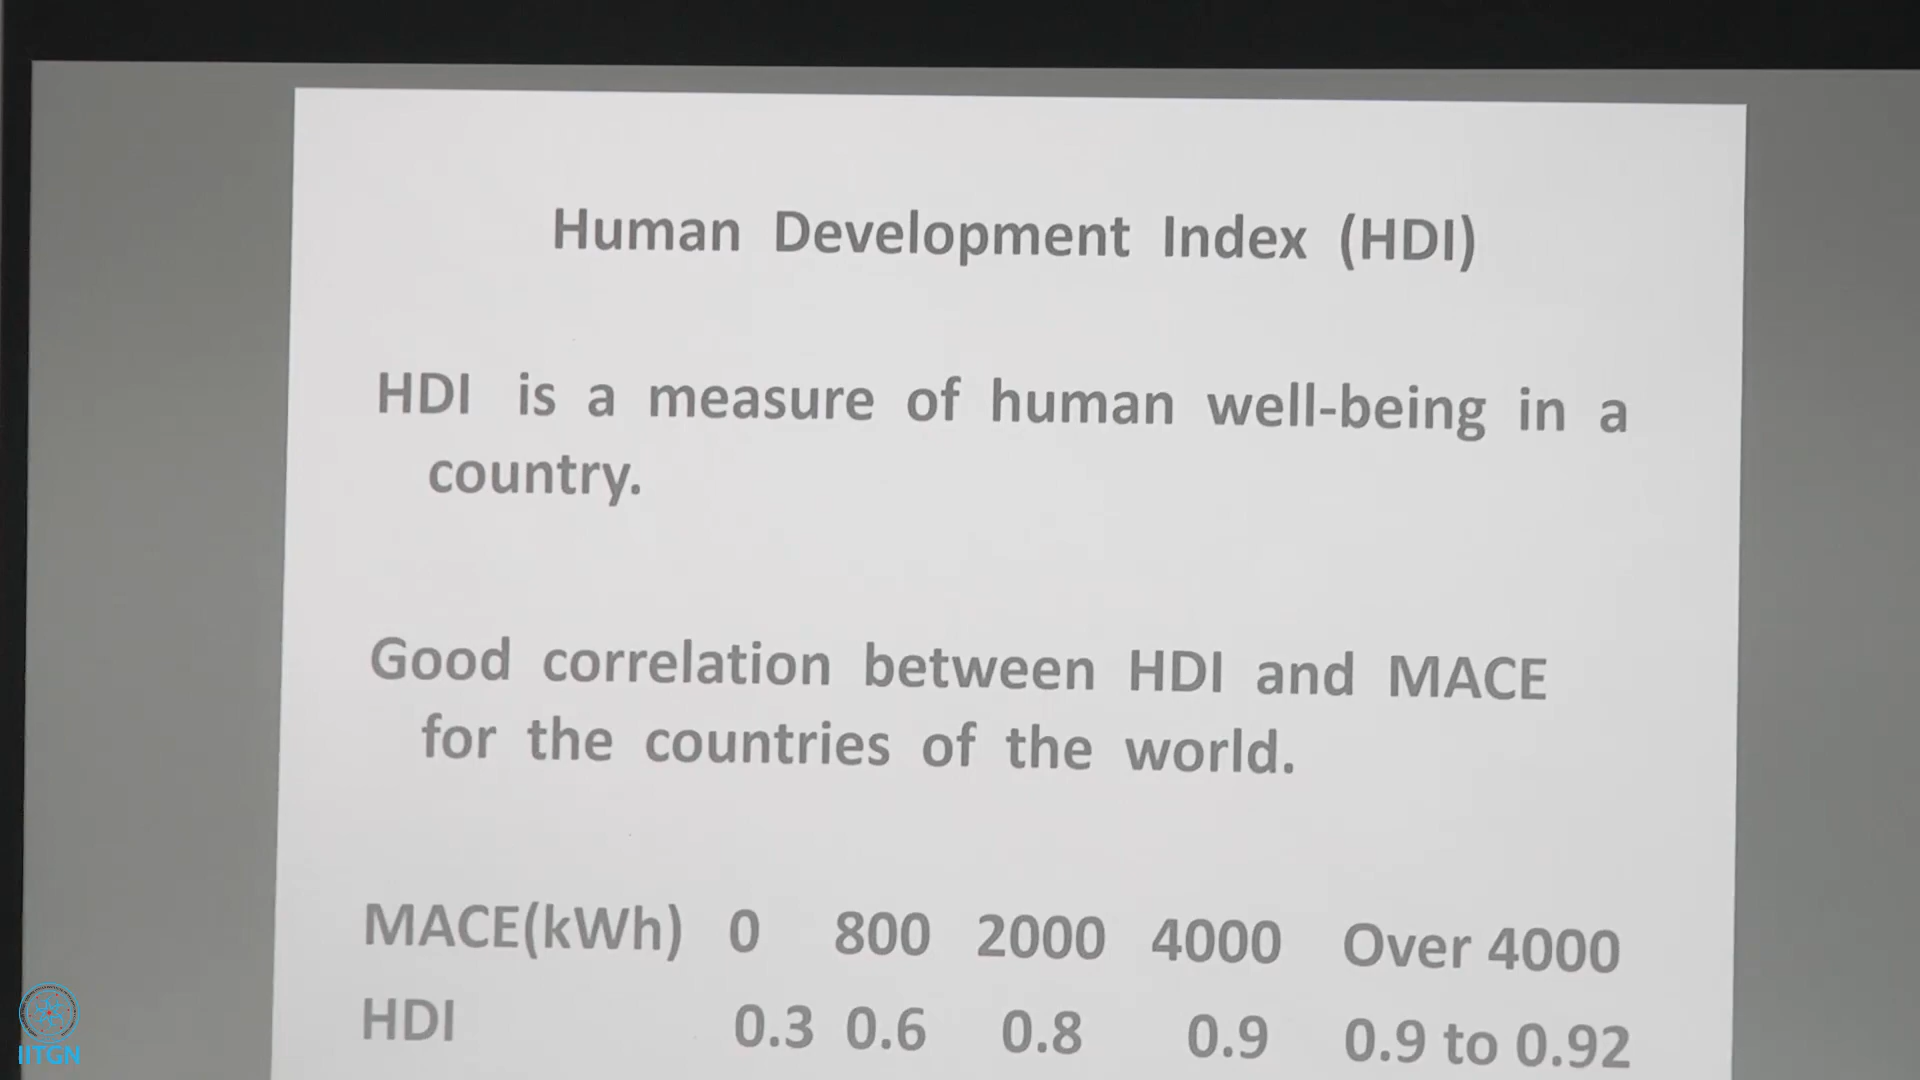 Human Development Index (HDI)
HDI is a measure of human well-being in a
country.
Good correlation between HDI and MACE
for the countries of the world.
MACE(kWh) 0 800 2000 4000 Over 4000
HDI 0.3 0.6 0.8 0.9 0.9 to 0.92
IITGN